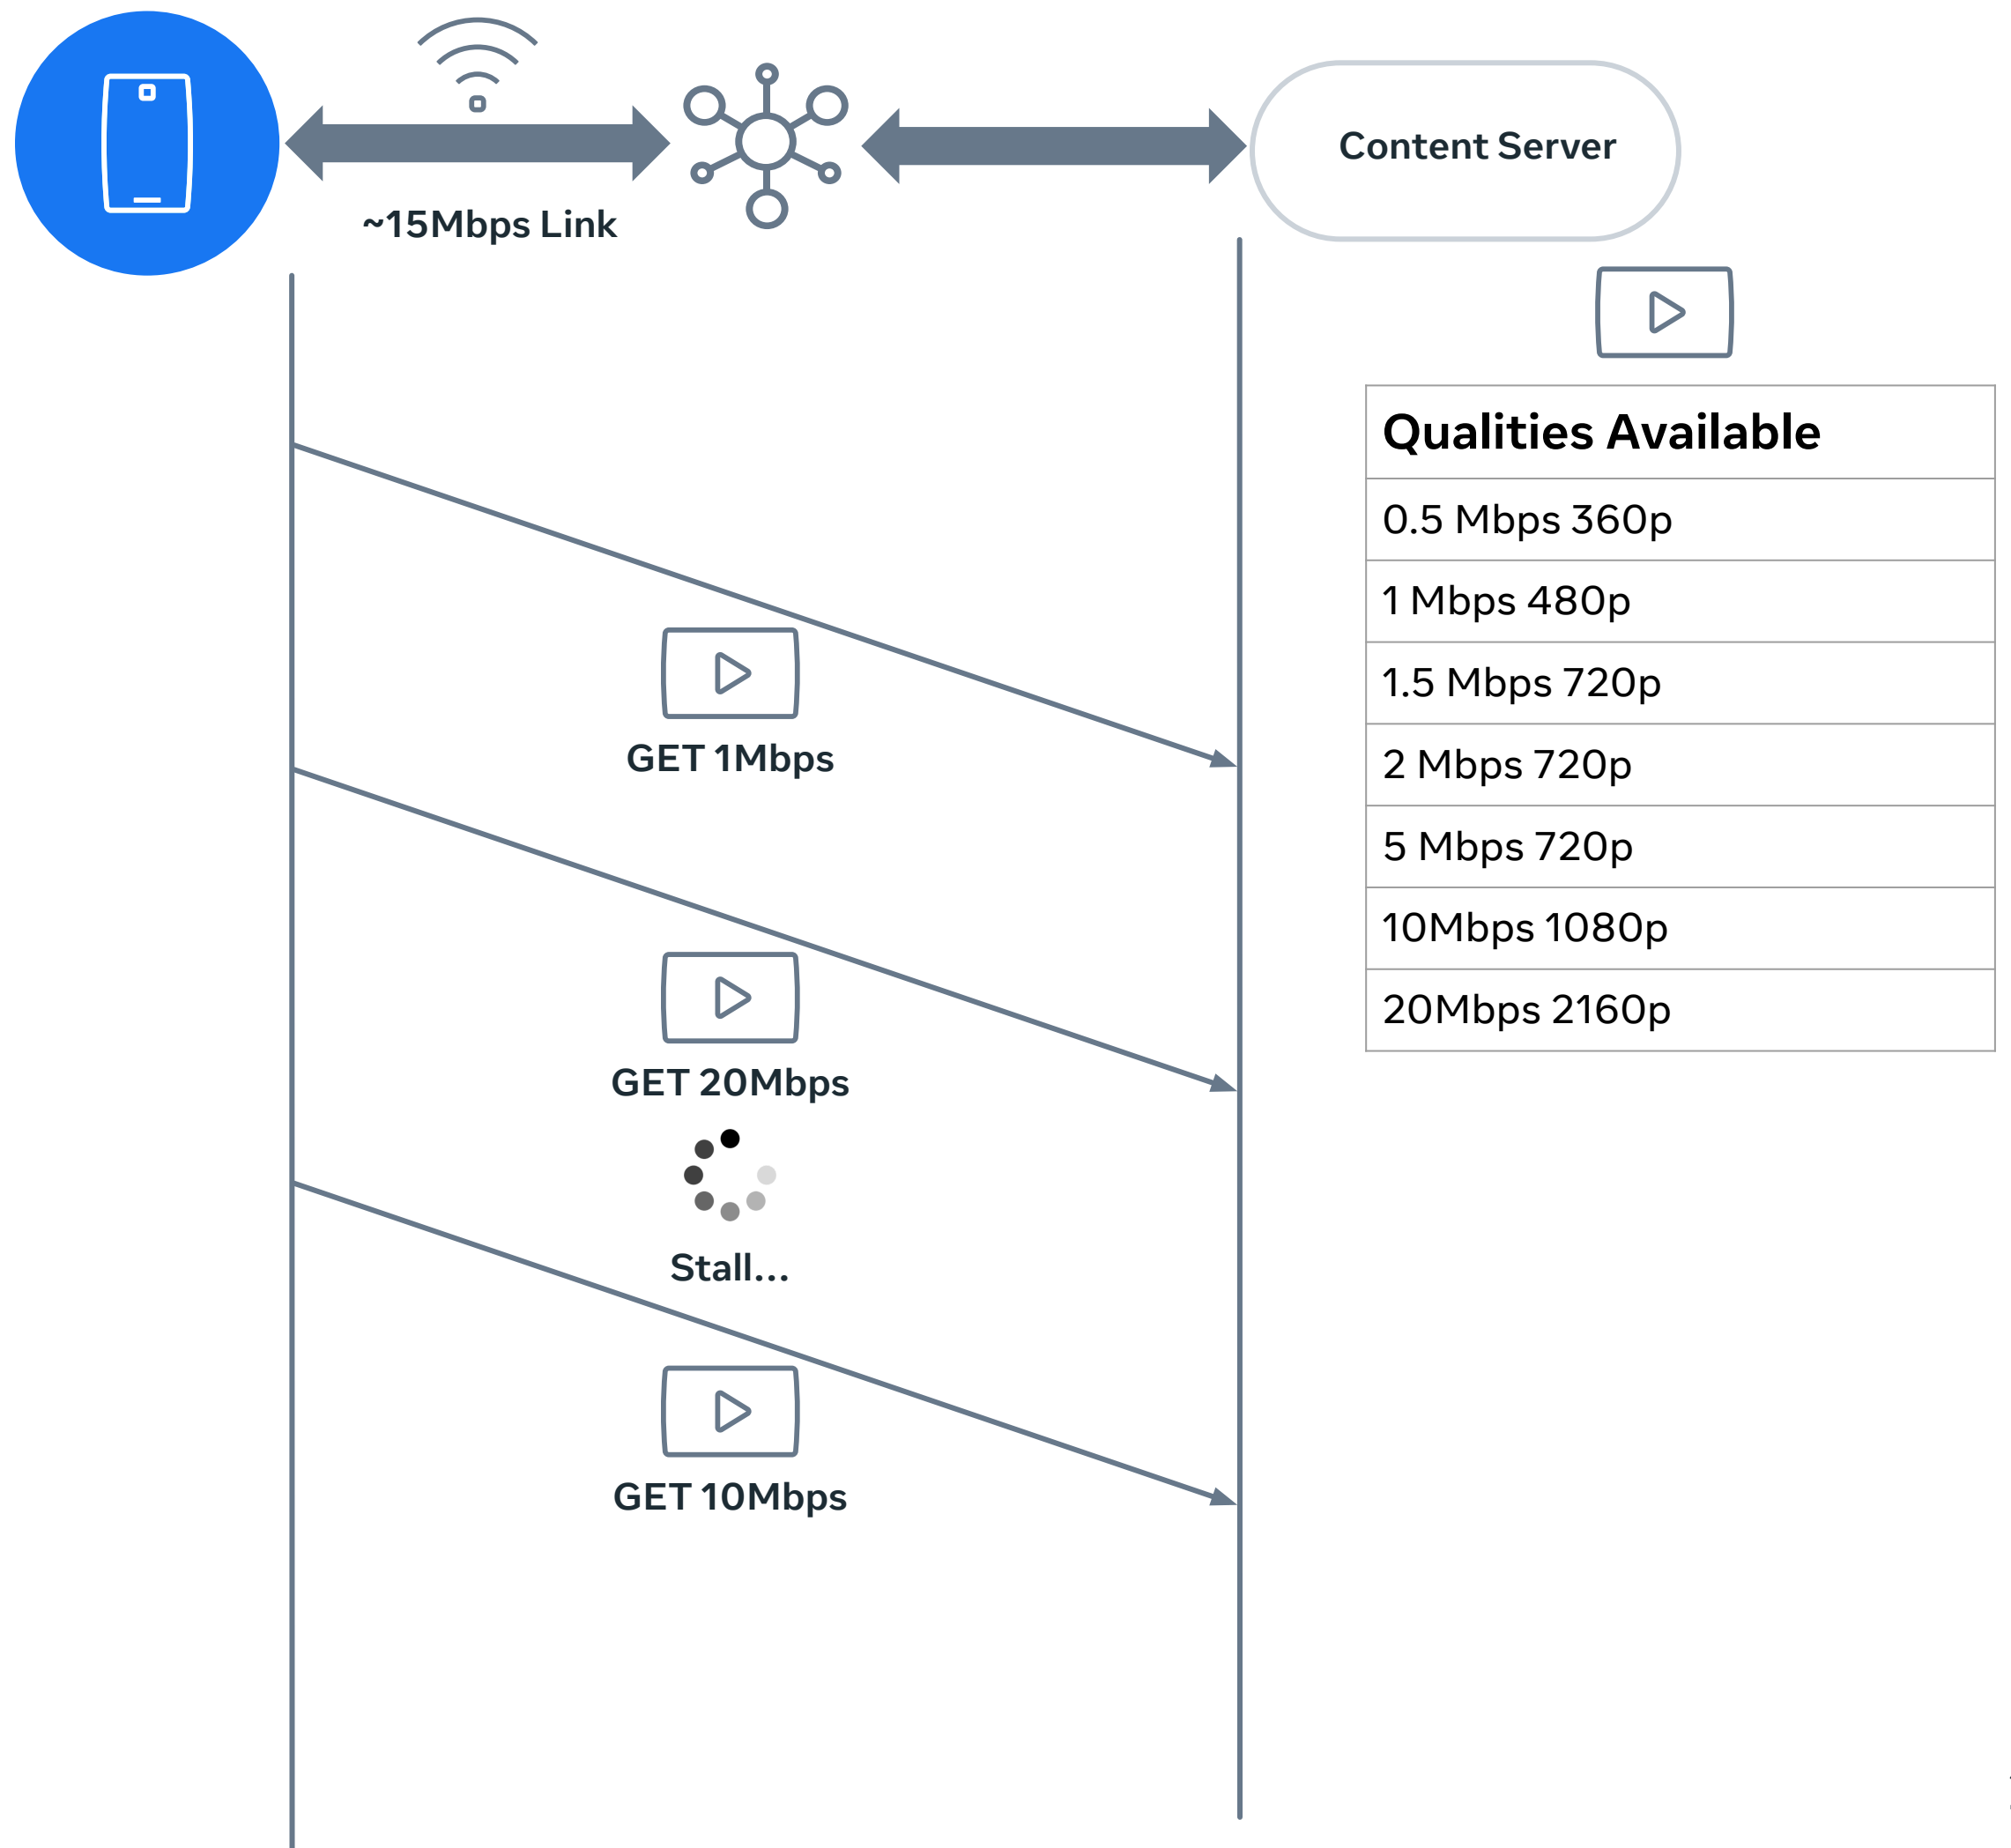 ~15Mbps Link
Content Server
Qualities Available
0.5 Mbps 360p
1 Mbps 480p
1.5 Mbps 720p
2 Mbps 720p
5 Mbps 720p
10Mbps 1080p
20Mbps 2160p
GET 1Mbps
GET 20Mbps
Stall...
GET 10Mbps